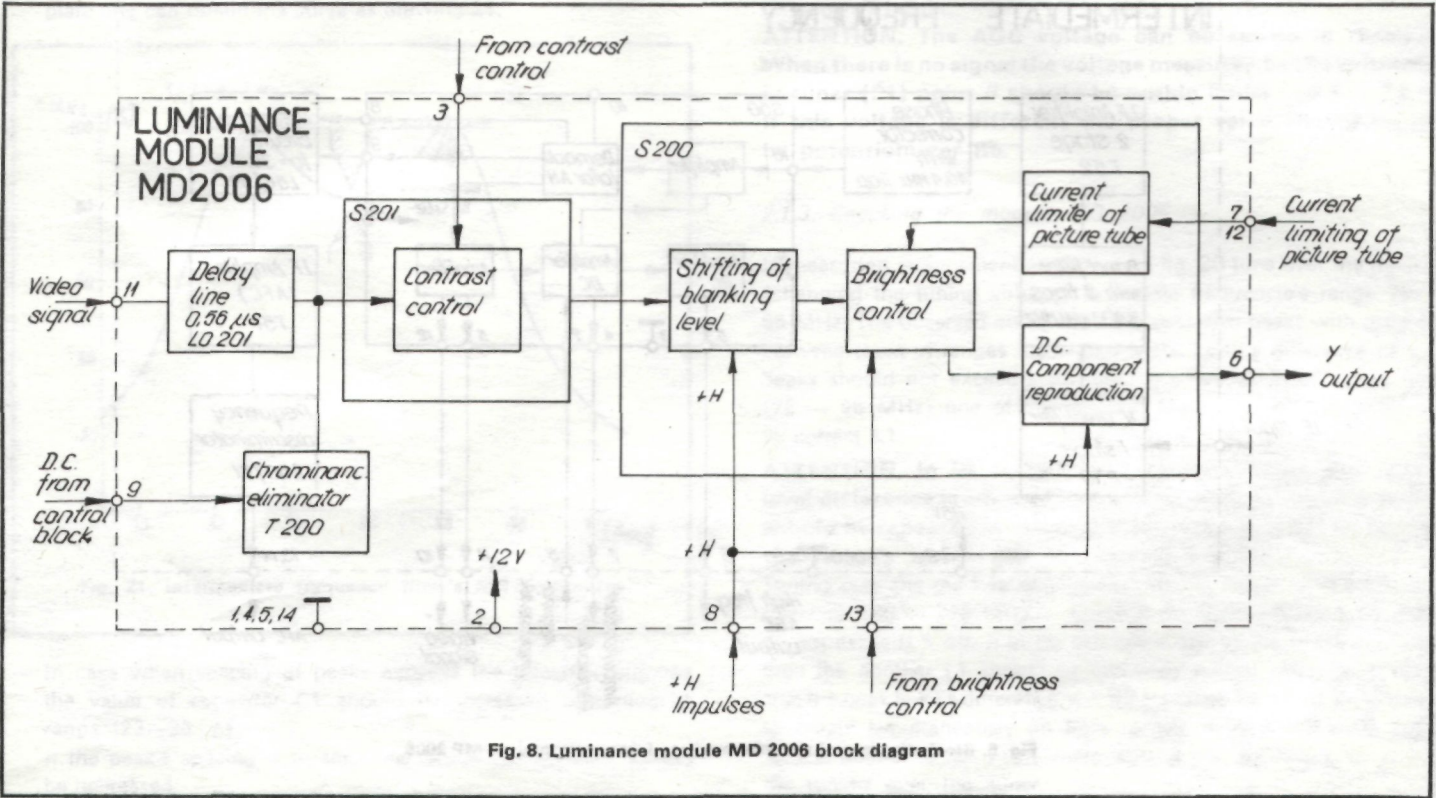 From contrast
control
3
LUMINANCE
MODULE
MD2006
S 200
S201
Current
limiter of
picture tube
7
12
Current
limiting of
picture tube
Video
signal
11
Delay
line
0,56 µs
LO 201
Contrast
control
Shifting of
blanking
level
Brightness
control
D.C.
Component
reproduction
6
Y
output
+H
+H
D.C.
from
control
block
9
Chrominanc.
eliminator
T 200
+12V
+H
1,4,5,14
2
8
13
+H
Impulses
From brightness
control
Fig. 8. Luminance module MD 2006 block diagram